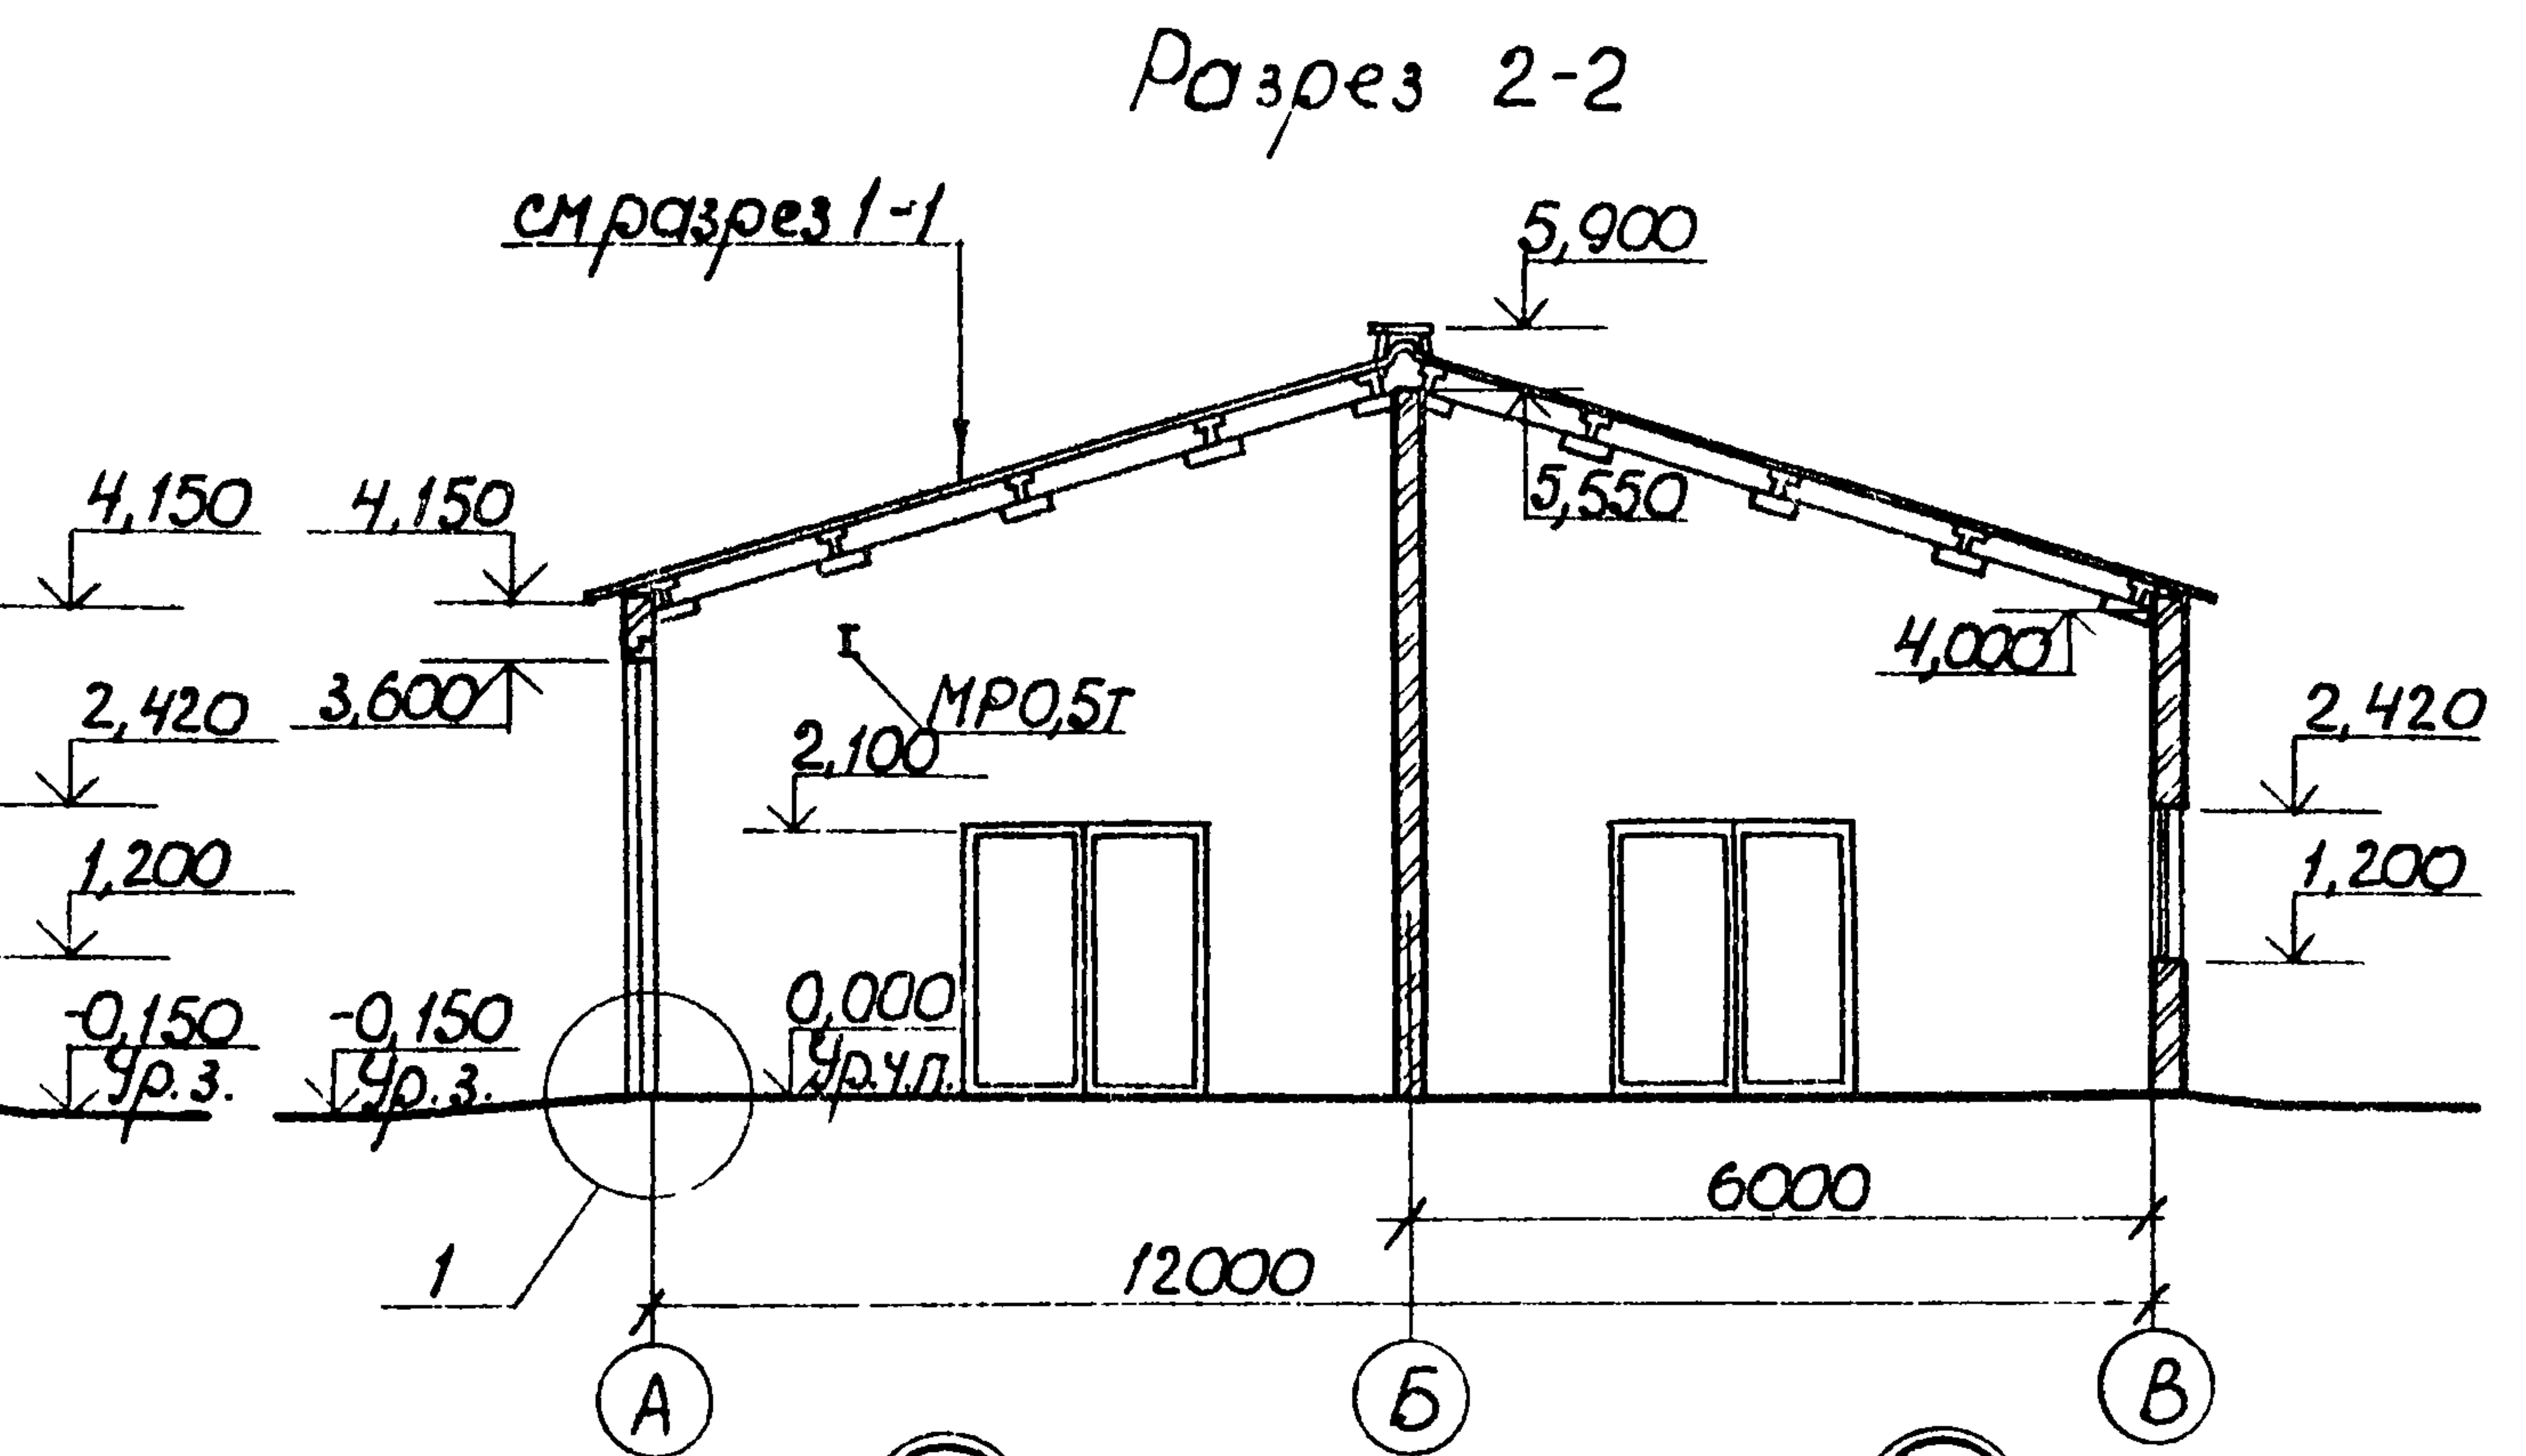 Разрез 2-2
см разрез 1-1
5,900
4,150
4,150
5,550
4,000
3,600
2,420
I
МР0,5т
2,100
2,420
1,200
1,200
0,000
Ур.ч.п.
-0,150
Ур.з.
-0,150
Ур.з.
6000
12000
1
А
Б
В